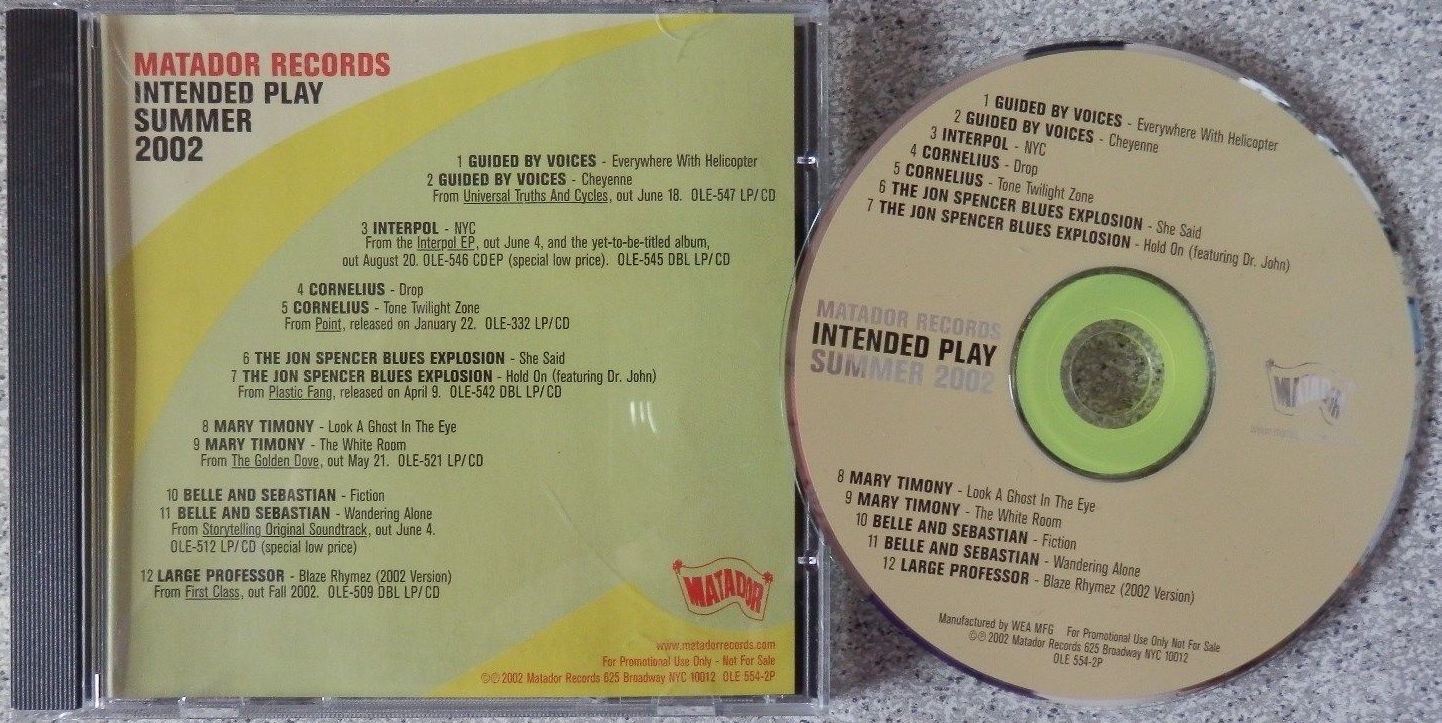 MATADOR RECORDS
INTENDED PLAY
SUMMER
2002
1 GUIDED BY VOICES - Everywhere With Helicopter
2 GUIDED BY VOICES - Cheyenne
From Universal Truths And Cycles, out June 18. OLE-547 LP/CD
3 INTERPOL - NYC
From the Interpol EP, out June 4, and the yet-to-be-titled album,
out August 20. OLE-546 CDEP (special low price). OLE-545 DBL LP/CD
4 CORNELIUS - Drop
5 CORNELIUS - Tone Twilight Zone
From Point, released on January 22. OLE-332 LP/CD
6 THE JON SPENCER BLUES EXPLOSION - She Said
7 THE JON SPENCER BLUES EXPLOSION - Hold On (featuring Dr. John)
From Plastic Fang, released on April 9. OLE-542 DBL LP/CD
8 MARY TIMONY - Look A Ghost In The Eye
9 MARY TIMONY - The White Room
From The Golden Dove, out May 21. OLE-521 LP/CD
10 BELLE AND SEBASTIAN - Fiction
11 BELLE AND SEBASTIAN - Wandering Alone
From Storytelling Original Soundtrack, out June 4.
OLE-512 LP/CD (special low price)
12 LARGE PROFESSOR - Blaze Rhymez (2002 Version)
From First Class, out Fall 2002. OLE-509 DBL LP/CD
MATADOR
www.matadorrecords.com
For Promotional Use Only - Not For Sale
©℗ 2002 Matador Records 625 Broadway NYC 10012 OLE 554-2P
1 GUIDED BY VOICES - Everywhere With Helicopter
2 GUIDED BY VOICES - Cheyenne
3 INTERPOL - NYC
4 CORNELIUS - Drop
5 CORNELIUS - Tone Twilight Zone
6 THE JON SPENCER BLUES EXPLOSION - She Said
7 THE JON SPENCER BLUES EXPLOSION - Hold On (featuring Dr. John)
MATADOR RECORDS
INTENDED PLAY
SUMMER 2002
MATADOR
8 MARY TIMONY - Look A Ghost In The Eye
9 MARY TIMONY - The White Room
10 BELLE AND SEBASTIAN - Fiction
11 BELLE AND SEBASTIAN - Wandering Alone
12 LARGE PROFESSOR - Blaze Rhymez (2002 Version)
Manufactured by WEA MFG For Promotional Use Only Not For Sale
©℗ 2002 Matador Records 625 Broadway NYC 10012
OLE 554-2P